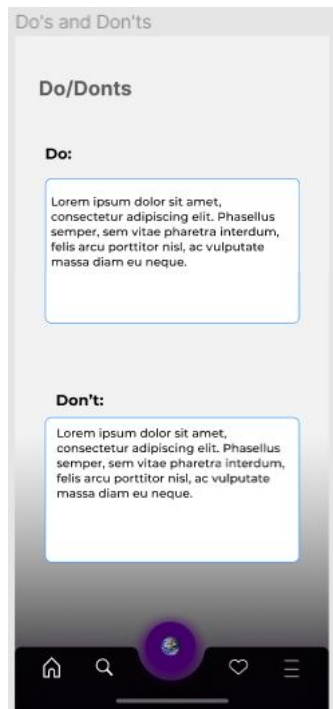 Do's and Don'ts
Do/Donts
Do:
Lorem ipsum dolor sit amet,
consectetur adipiscing elit. Phasellus
semper, sem vitae pharetra interdum,
felis arcu porttitor nisl, ac vulputate
massa diam eu neque.
Don't:
Lorem ipsum dolor sit amet,
consectetur adipiscing elit. Phasellus
semper, sem vitae pharetra interdum,
felis arcu porttitor nisl, ac vulputate
massa diam eu neque.